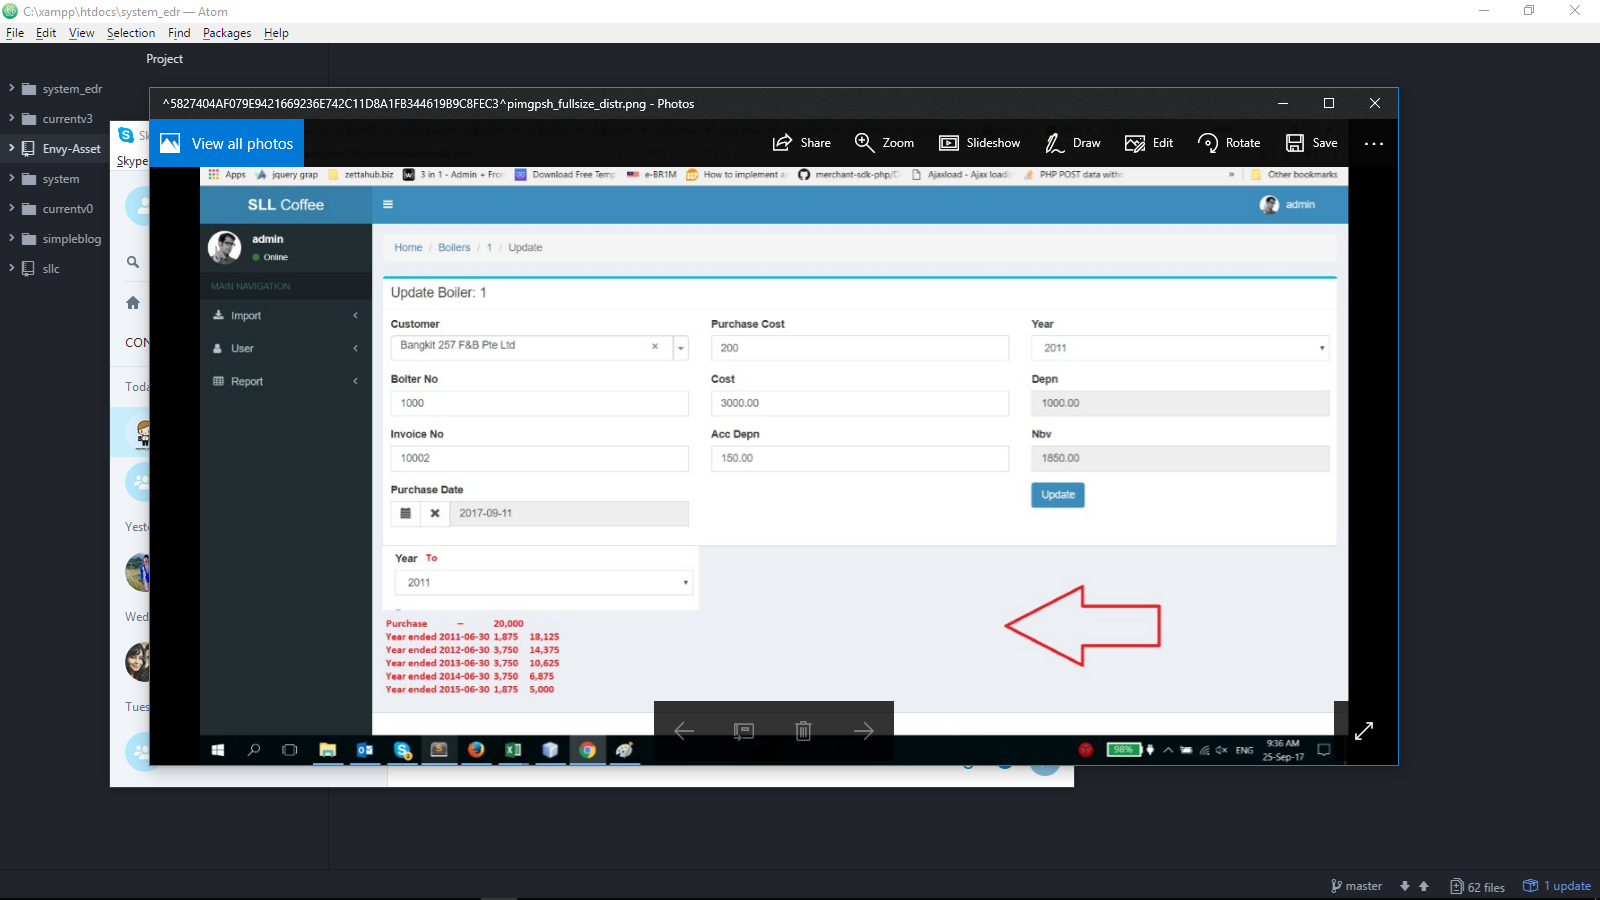 C:\xampp\htdocs\system_edr — Atom
File Edit View Selection Find Packages Help
Project
system_edr
currentv3
Envy-Asset
system
currentv0
simpleblog
sllc
Sk
Skype
CON
Toda
Yeste
Wed
Tues
^5827404AF079E9421669236E742C11D8A1FB344619B9C8FEC3^pimgpsh_fullsize_distr.png - Photos
View all photos
Share Zoom Slideshow Draw Edit Rotate Save
Apps jquery grap zettahub.biz 3 in 1 - Admin + Fron Download Free Temp e-BR1M How to implement a merchant-sdk-php/D Ajaxload - Ajax loadi PHP POST data witho » Other bookmarks
SLL Coffee admin
admin
Online
MAIN NAVIGATION
Import
User
Report
Home / Boilers / 1 / Update
Update Boiler: 1
Customer Purchase Cost Year
Bangkit 257 F&B Pte Ltd 200 2011
Bolter No Cost Depn
1000 3000.00 1000.00
Invoice No Acc Depn Nbv
10002 150.00 1850.00
Purchase Date
2017-09-11
Update
Year To
2011
Purchase – 20,000
Year ended 2011-06-30 1,875 18,125
Year ended 2012-06-30 3,750 14,375
Year ended 2013-06-30 3,750 10,625
Year ended 2014-06-30 3,750 6,875
Year ended 2015-06-30 1,875 5,000
98% ENG
9:36 AM
25-Sep-17
master 62 files 1 update